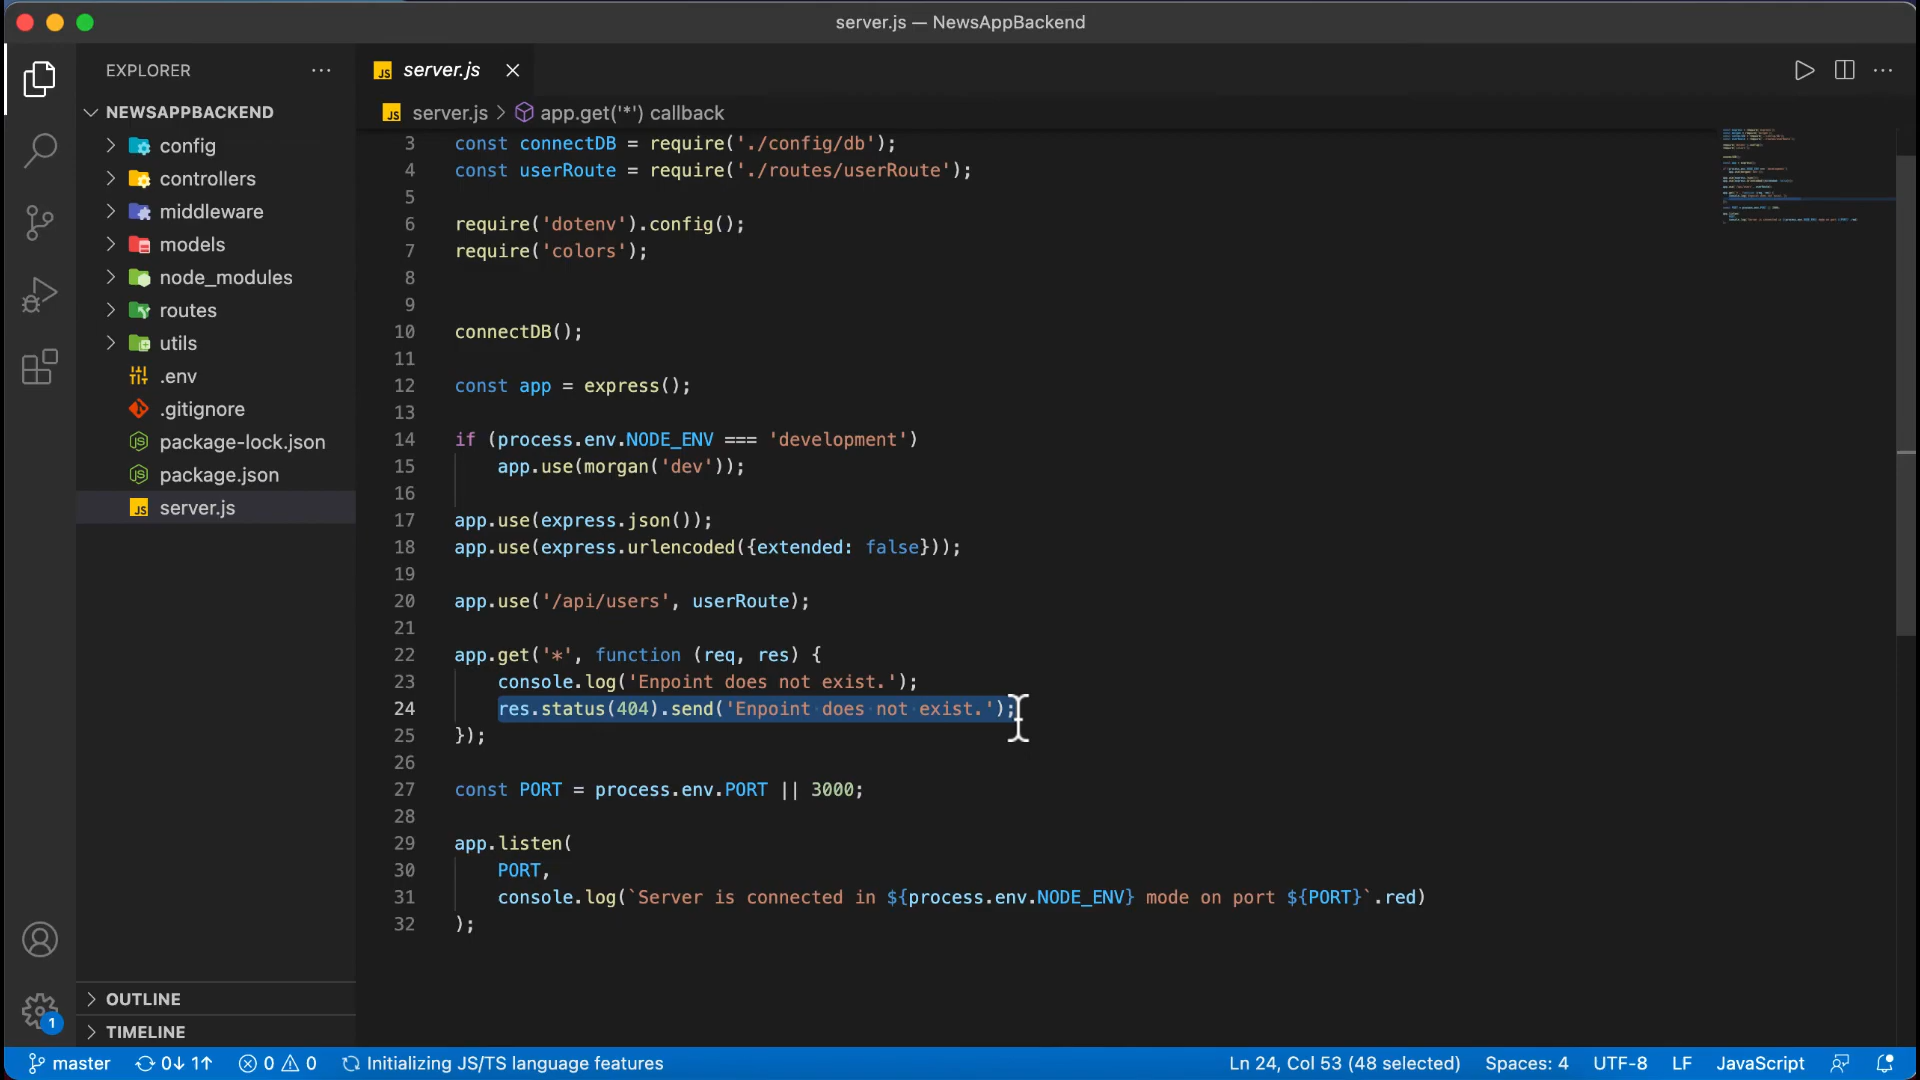 server.js — NewsAppBackend
EXPLORER
server.js
NEWSAPPBACKEND
server.js > app.get('*') callback
config
controllers
middleware
models
node_modules
routes
utils
.env
.gitignore
package-lock.json
package.json
server.js
3 const connectDB = require('./config/db');
4 const userRoute = require('./routes/userRoute');
5
6 require('dotenv').config();
7 require('colors');
8
9
10 connectDB();
11
12 const app = express();
13
14 if (process.env.NODE_ENV === 'development')
15 app.use(morgan('dev'));
16
17 app.use(express.json());
18 app.use(express.urlencoded({extended: false}));
19
20 app.use('/api/users', userRoute);
21
22 app.get('*', function (req, res) {
23 console.log('Enpoint does not exist.');
24 res.status(404).send('Enpoint does not exist.');
25 });
26
27 const PORT = process.env.PORT || 3000;
28
29 app.listen(
30 PORT,
31 console.log(`Server is connected in ${process.env.NODE_ENV} mode on port ${PORT}`.red)
32 );
OUTLINE
1
TIMELINE
master 0↓ 1↑ 0 0 Initializing JS/TS language features Ln 24, Col 53 (48 selected) Spaces: 4 UTF-8 LF JavaScript